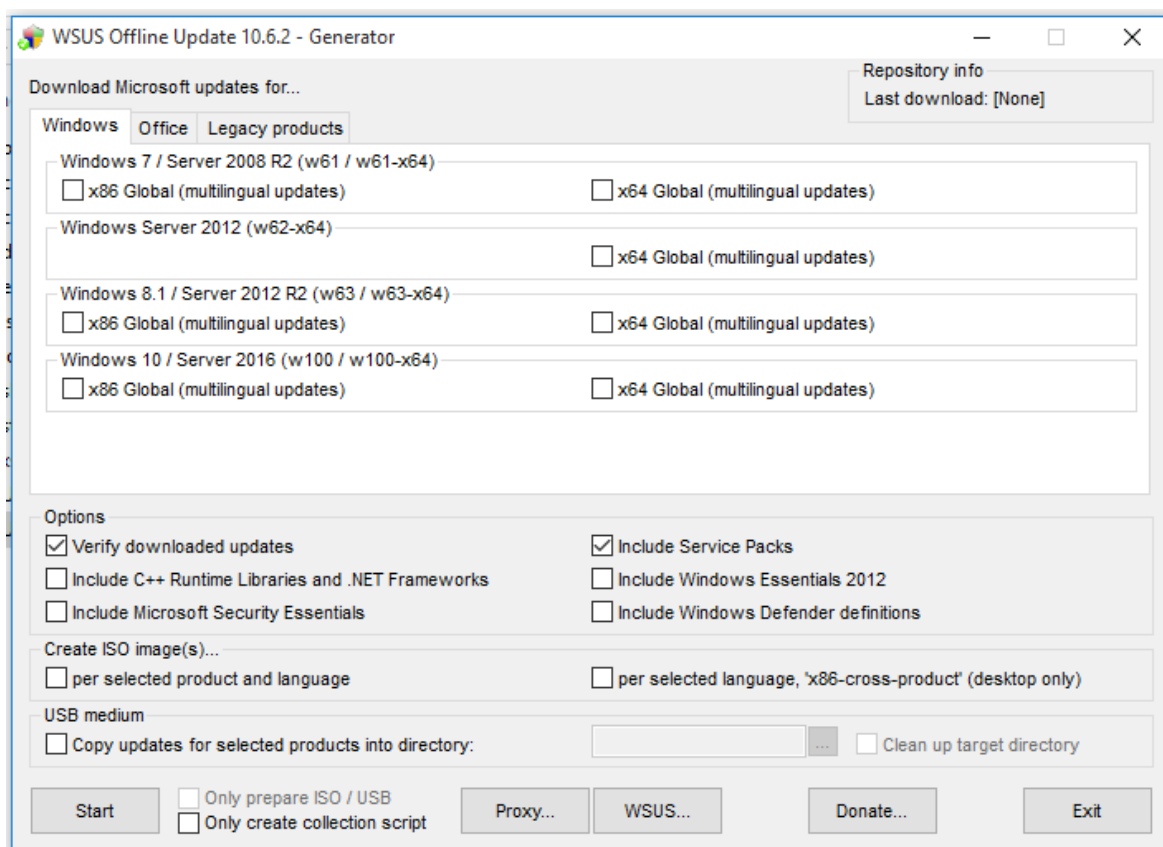 WSUS Offline Update 10.6.2 - Generator
Download Microsoft updates for...
Repository info
Last download: [None]
Windows Office Legacy products
Windows 7 / Server 2008 R2 (w61 / w61-x64)
x86 Global (multilingual updates) x64 Global (multilingual updates)
Windows Server 2012 (w62-x64)
x64 Global (multilingual updates)
Windows 8.1 / Server 2012 R2 (w63 / w63-x64)
x86 Global (multilingual updates) x64 Global (multilingual updates)
Windows 10 / Server 2016 (w100 / w100-x64)
x86 Global (multilingual updates) x64 Global (multilingual updates)
Options
Verify downloaded updates Include Service Packs
Include C++ Runtime Libraries and .NET Frameworks Include Windows Essentials 2012
Include Microsoft Security Essentials Include Windows Defender definitions
Create ISO image(s)...
per selected product and language per selected language, 'x86-cross-product' (desktop only)
USB medium
Copy updates for selected products into directory: ... Clean up target directory
Start Only prepare ISO / USB Proxy... WSUS... Donate... Exit
Only create collection script